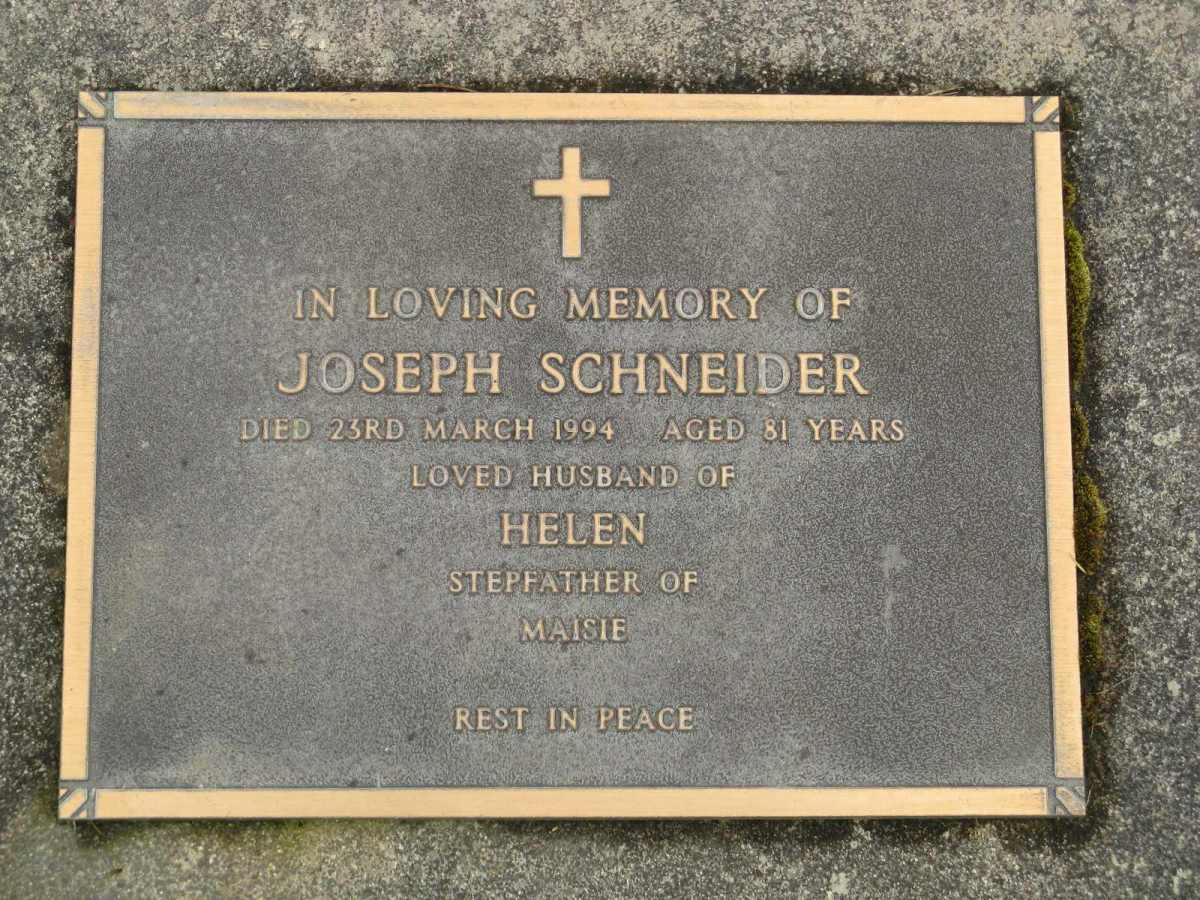 IN LOVING MEMORY OF
JOSEPH SCHNEIDER
DIED 23RD MARCH 1994 AGED 81 YEARS
LOVED HUSBAND OF
HELEN
STEPFATHER OF
MAISIE
REST IN PEACE